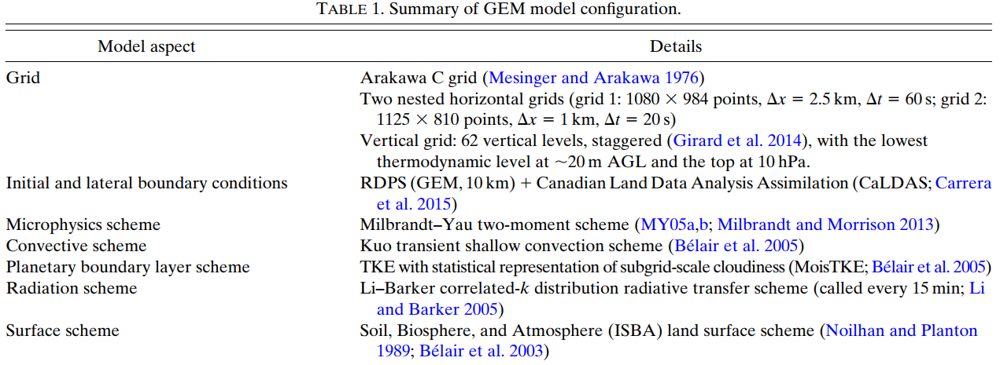 TABLE 1. Summary of GEM model configuration.
Model aspect Details
Grid Arakawa C grid (Mesinger and Arakawa 1976)
Two nested horizontal grids (grid 1: 1080 × 984 points, Δx = 2.5 km, Δt = 60 s; grid 2:
1125 × 810 points, Δx = 1 km, Δt = 20 s)
Vertical grid: 62 vertical levels, staggered (Girard et al. 2014), with the lowest
thermodynamic level at ~20 m AGL and the top at 10 hPa.
Initial and lateral boundary conditions RDPS (GEM, 10 km) + Canadian Land Data Analysis Assimilation (CaLDAS; Carrera
et al. 2015)
Microphysics scheme Milbrandt–Yau two-moment scheme (MY05a,b; Milbrandt and Morrison 2013)
Convective scheme Kuo transient shallow convection scheme (Bélair et al. 2005)
Planetary boundary layer scheme TKE with statistical representation of subgrid-scale cloudiness (MoisTKE; Bélair et al. 2005)
Radiation scheme Li–Barker correlated-k distribution radiative transfer scheme (called every 15 min; Li
and Barker 2005)
Surface scheme Soil, Biosphere, and Atmosphere (ISBA) land surface scheme (Noilhan and Planton
1989; Bélair et al. 2003)